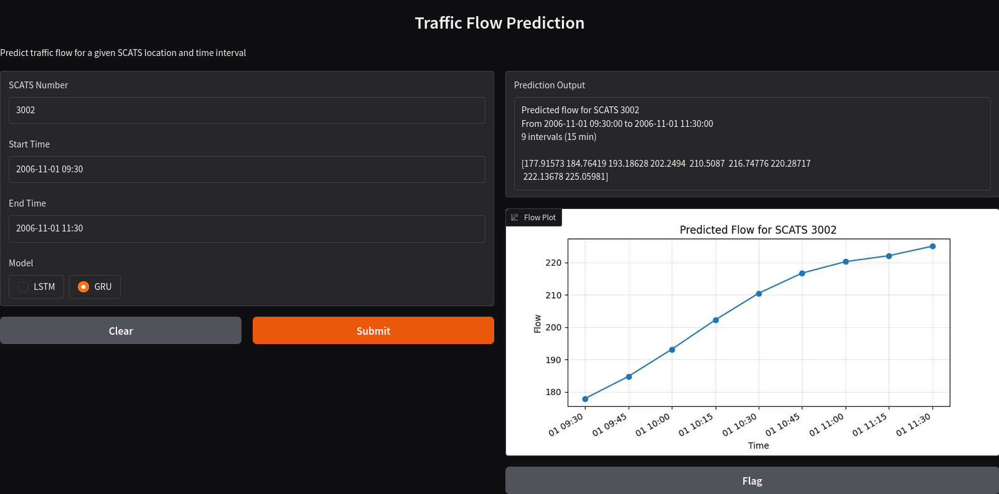 Traffic Flow Prediction
Predict traffic flow for a given SCATS location and time interval
SCATS Number
3002
Start Time
2006-11-01 09:30
End Time
2006-11-01 11:30
Model
LSTM
GRU
Clear
Submit
Prediction Output
Predicted flow for SCATS 3002
From 2006-11-01 09:30:00 to 2006-11-01 11:30:00
9 intervals (15 min)
[177.91573 184.76419 193.18628 202.2494 210.5087 216.74776 220.28717
222.13678 225.05981]
Flow Plot
Predicted Flow for SCATS 3002
220
210
200
190
180
Flow
01 09:30
01 09:45
01 10:00
01 10:15
01 10:30
01 10:45
01 11:00
01 11:15
01 11:30
Time
Flag